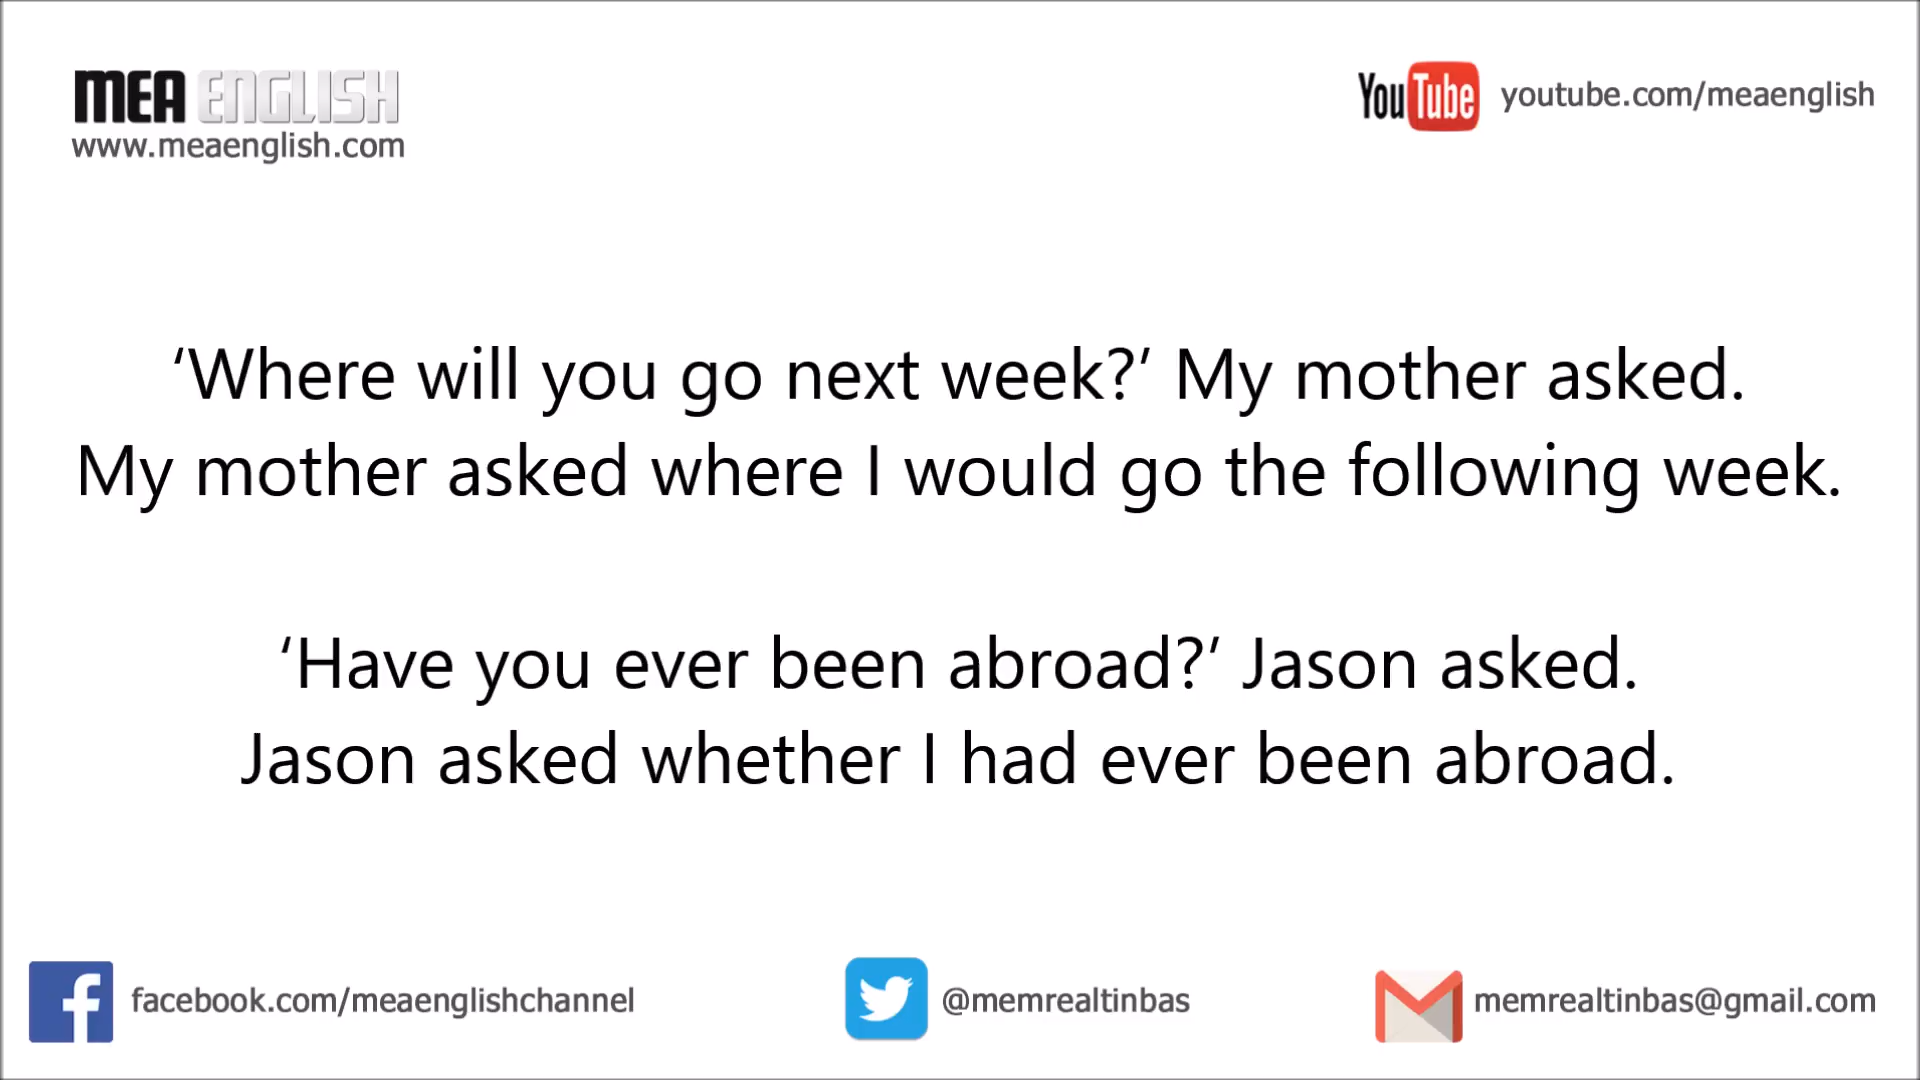 MEA ENGLISH
www.meaenglish.com
YouTube youtube.com/meaenglish
‘Where will you go next week?’ My mother asked.
My mother asked where I would go the following week.
‘Have you ever been abroad?’ Jason asked.
Jason asked whether I had ever been abroad.
f facebook.com/meaenglishchannel
@memrealtinbas
memrealtinbas@gmail.com